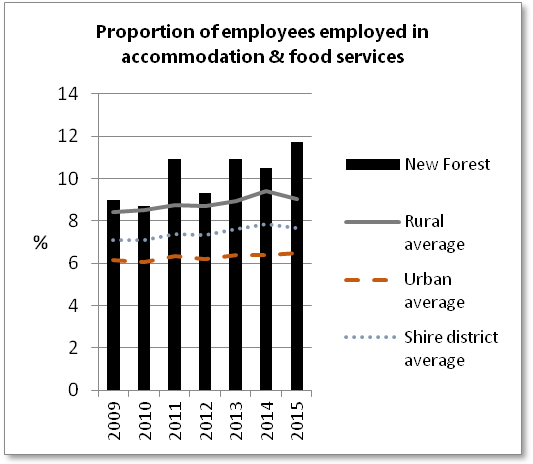 Proportion of employees employed in
accommodation & food services
14
12
10
8
6
4
2
0
%
2009
2010
2011
2012
2013
2014
2015
New Forest
Rural
average
Urban
average
Shire district
average